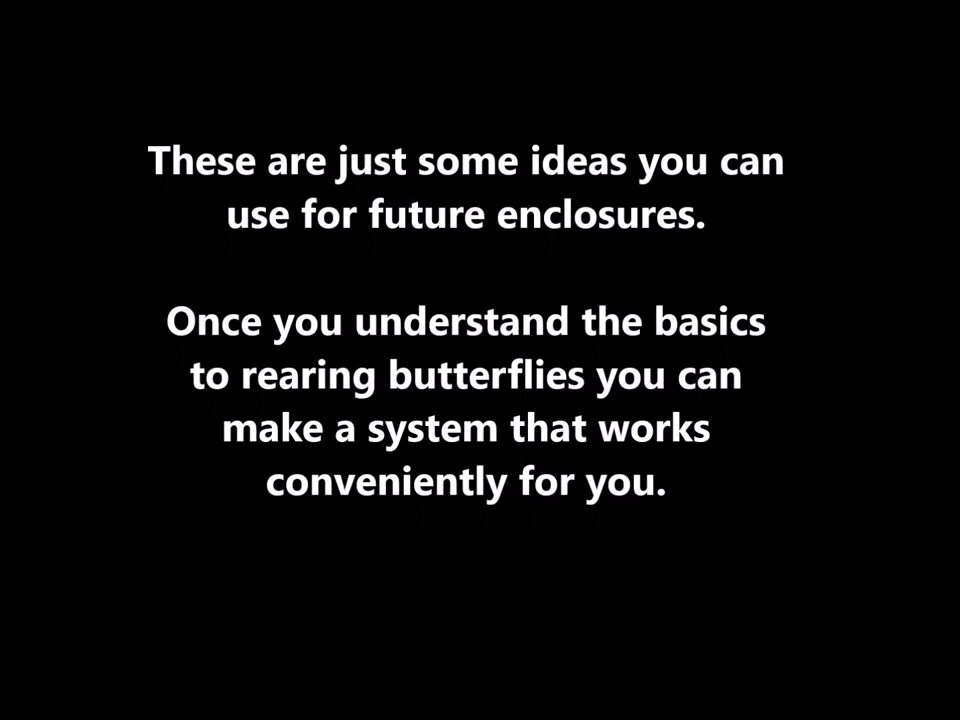 These are just some ideas you can
use for future enclosures.
Once you understand the basics
to rearing butterflies you can
make a system that works
conveniently for you.